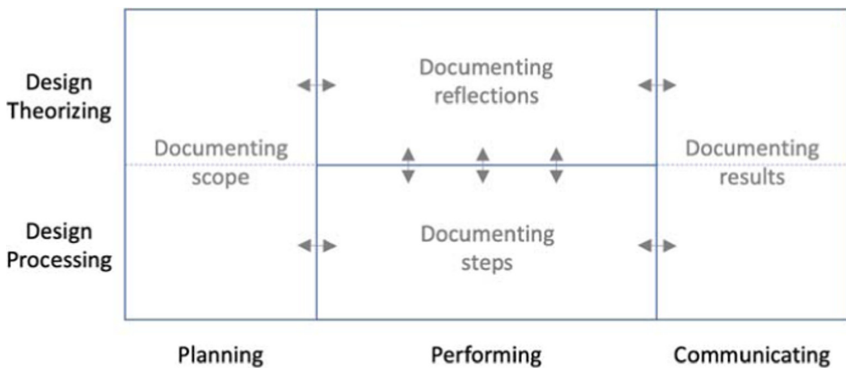 Design
Theorizing
Documenting
reflections
Documenting
scope
Documenting
results
Design
Processing
Documenting
steps
Planning
Performing
Communicating